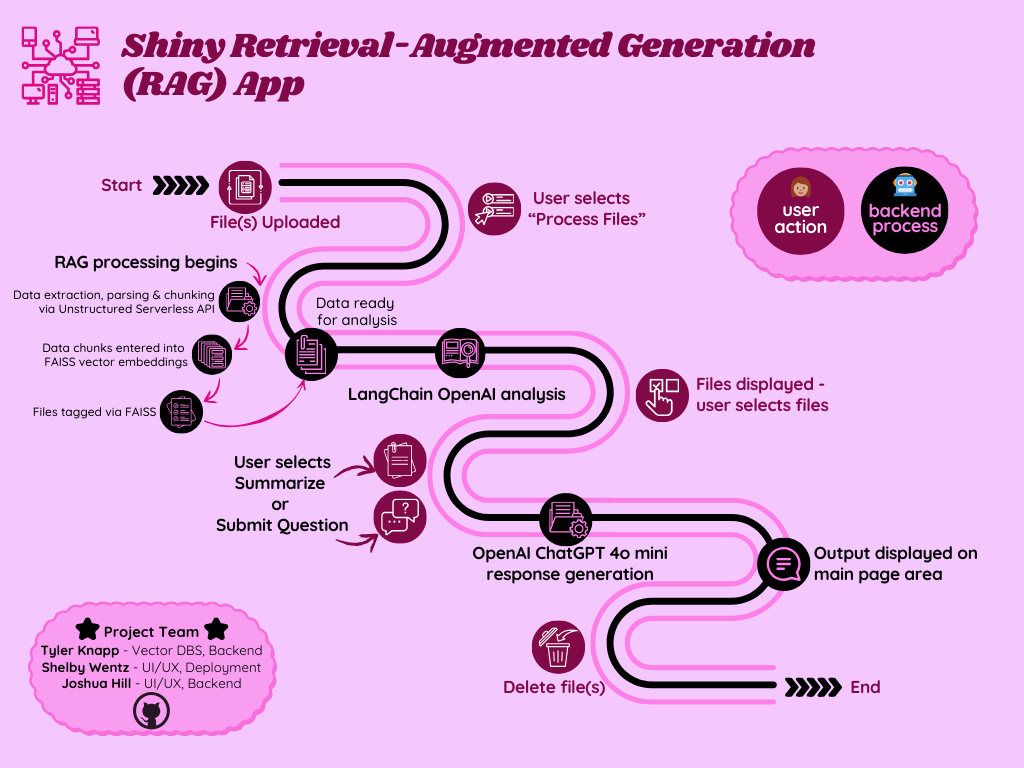 Shiny Retrieval-Augmented Generation
(RAG) App
Start
File(s) Uploaded
User selects
“Process Files”
user
action
backend
process
RAG processing begins
Data extraction, parsing & chunking
via Unstructured Serverless API
Data chunks entered into
FAISS vector embeddings
Files tagged via FAISS
Data ready
for analysis
LangChain OpenAI analysis
Files displayed -
user selects files
User selects
Summarize
or
Submit Question
OpenAI ChatGPT 4o mini
response generation
Output displayed on
main page area
Delete file(s)
End
Project Team
Tyler Knapp - Vector DBS, Backend
Shelby Wentz - UI/UX, Deployment
Joshua Hill - UI/UX, Backend